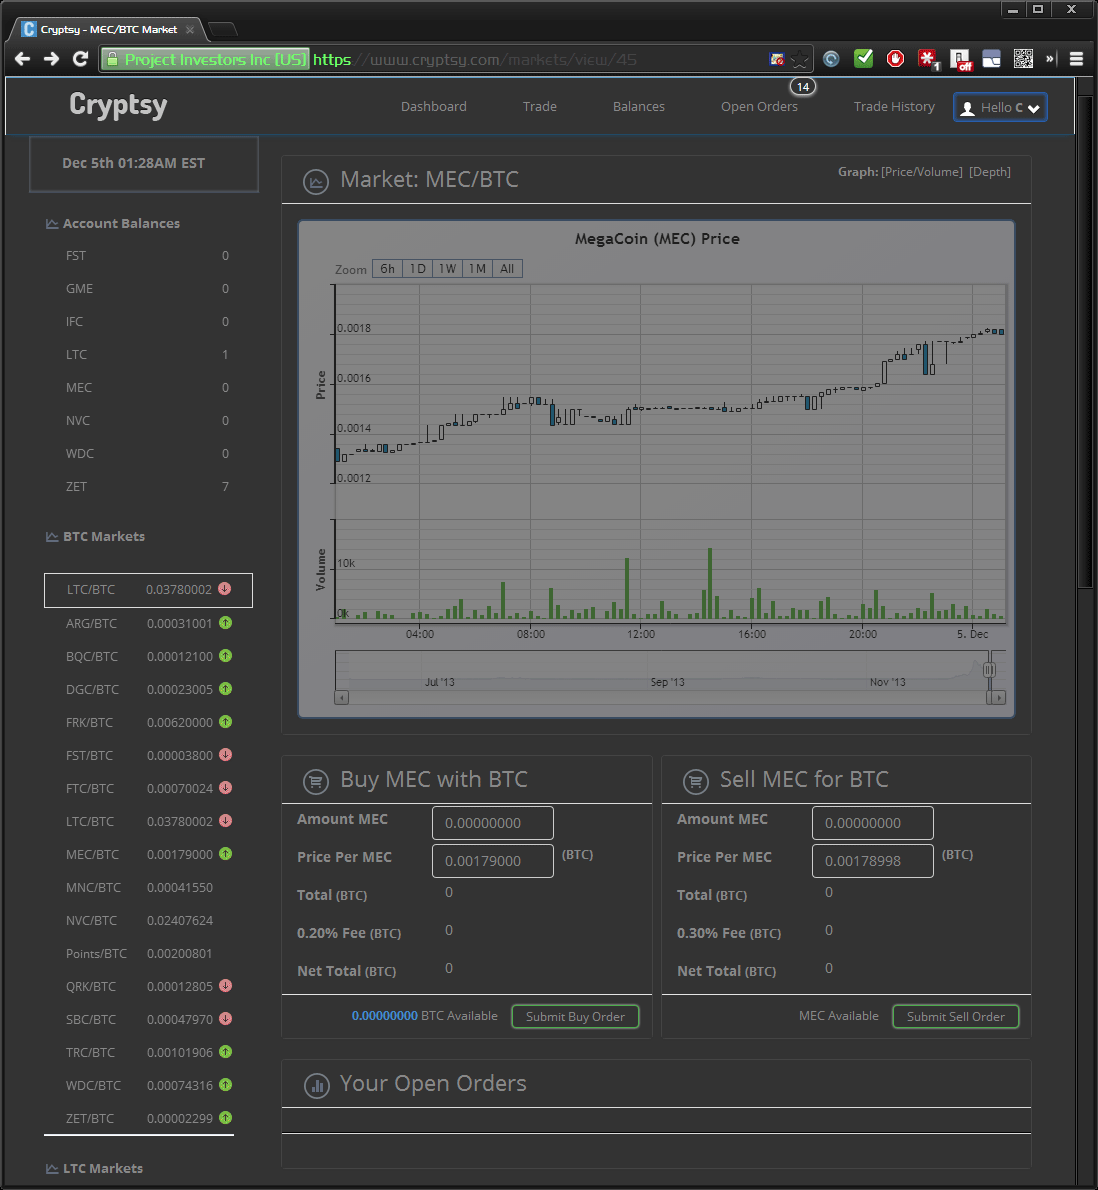 Cryptsy - MEC/BTC Market
Project Investors Inc [US] https://www.cryptsy.com/markets/view/45
1
off
Cryptsy
Dashboard
Trade
Balances
Open Orders
14
Trade History
Hello C
Dec 5th 01:28AM EST
Account Balances
FST 0
GME 0
IFC 0
LTC 1
MEC 0
NVC 0
WDC 0
ZET 7
BTC Markets
LTC/BTC 0.03780002
ARG/BTC 0.00031001
BQC/BTC 0.00012100
DGC/BTC 0.00023005
FRK/BTC 0.00620000
FST/BTC 0.00003800
FTC/BTC 0.00070024
LTC/BTC 0.03780002
MEC/BTC 0.00179000
MNC/BTC 0.00041550
NVC/BTC 0.02407624
Points/BTC 0.00200801
QRK/BTC 0.00012805
SBC/BTC 0.00047970
TRC/BTC 0.00101906
WDC/BTC 0.00074316
ZET/BTC 0.00002299
LTC Markets
Market: MEC/BTC
Graph: [Price/Volume] [Depth]
MegaCoin (MEC) Price
Zoom 6h 1D 1W 1M All
Price
0.0018
0.0016
0.0014
0.0012
Volume
10k
0k
04:00 08:00 12:00 16:00 20:00 5. Dec
Jul '13 Sep '13 Nov '13
Buy MEC with BTC
Amount MEC 0.00000000
Price Per MEC 0.00179000 (BTC)
Total (BTC) 0
0.20% Fee (BTC) 0
Net Total (BTC) 0
0.00000000 BTC Available Submit Buy Order
Sell MEC for BTC
Amount MEC 0.00000000
Price Per MEC 0.00178998 (BTC)
Total (BTC) 0
0.30% Fee (BTC) 0
Net Total (BTC) 0
MEC Available Submit Sell Order
Your Open Orders